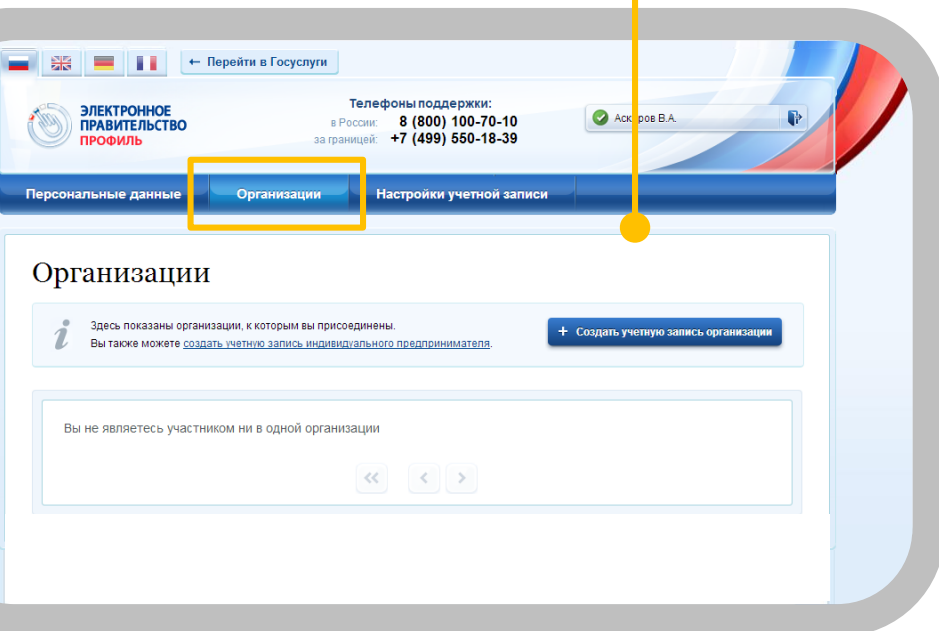 ← Перейти в Госуслуги
ЭЛЕКТРОННОЕ
ПРАВИТЕЛЬСТВО
ПРОФИЛЬ
Телефоны поддержки:
в России: 8 (800) 100-70-10
за границей: +7 (499) 550-18-39
В.А.
Персональные данные
Организации
Настройки учетной записи
Организации
Здесь показаны организации, к которым вы присоединены.
Вы также можете создать учетную запись индивидуального предпринимателя.
+ Создать учетную запись организации
Вы не являетесь участником ни в одной организации